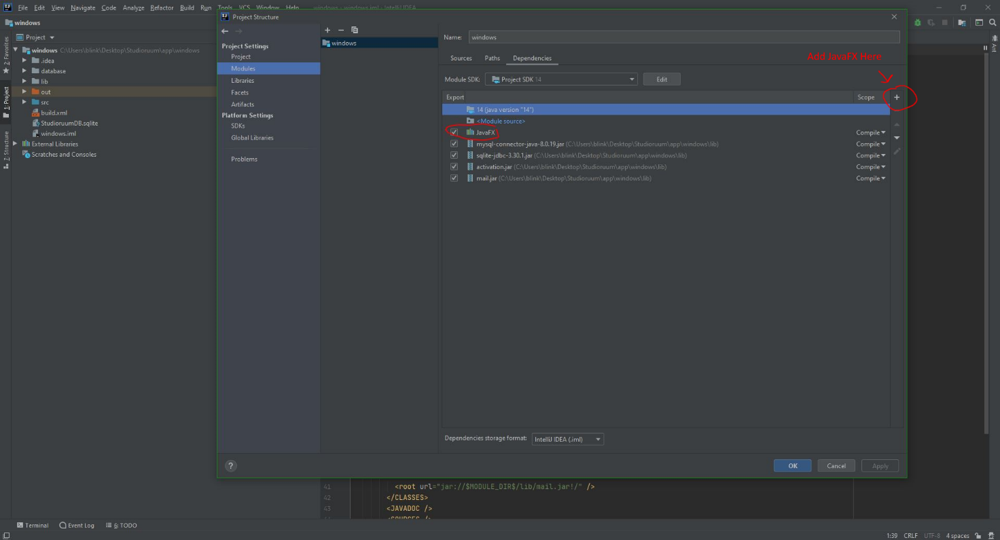 File Edit View Navigate Code Analyze Refactor Build Run Tools VCS Window Help windows - windows.iml - IntelliJ IDEA
Project Structure
windows
Project
windows C:\Users\blink\Desktop\Studioruum\app\windows
.idea
database
lib
out
src
build.xml
StudioruumDB.sqlite
windows.iml
External Libraries
Scratches and Consoles
2: Favorites
1: Project
7: Structure
Project Settings
Project
Modules
Libraries
Facets
Artifacts
Platform Settings
SDKs
Global Libraries
Problems
windows
Name: windows
Sources Paths Dependencies
Add JavaFX Here
Module SDK: Project SDK 14 Edit
Export Scope
14 (java version "14")
<Module source>
JavaFX Compile
mysql-connector-java-8.0.19.jar (C:\Users\blink\Desktop\Studioruum\app\windows\lib) Compile
sqlite-jdbc-3.30.1.jar (C:\Users\blink\Desktop\Studioruum\app\windows\lib) Compile
activation.jar (C:\Users\blink\Desktop\Studioruum\app\windows\lib) Compile
mail.jar (C:\Users\blink\Desktop\Studioruum\app\windows\lib) Compile
Dependencies storage format: IntelliJ IDEA (.iml)
? OK Cancel Apply
Ant
41 <root url="jar://$MODULE_DIR$/lib/mail.jar!/" />
42 </CLASSES>
43 <JAVADOC />
Terminal Event Log 6: TODO
1:39 CRLF UTF-8 4 spaces